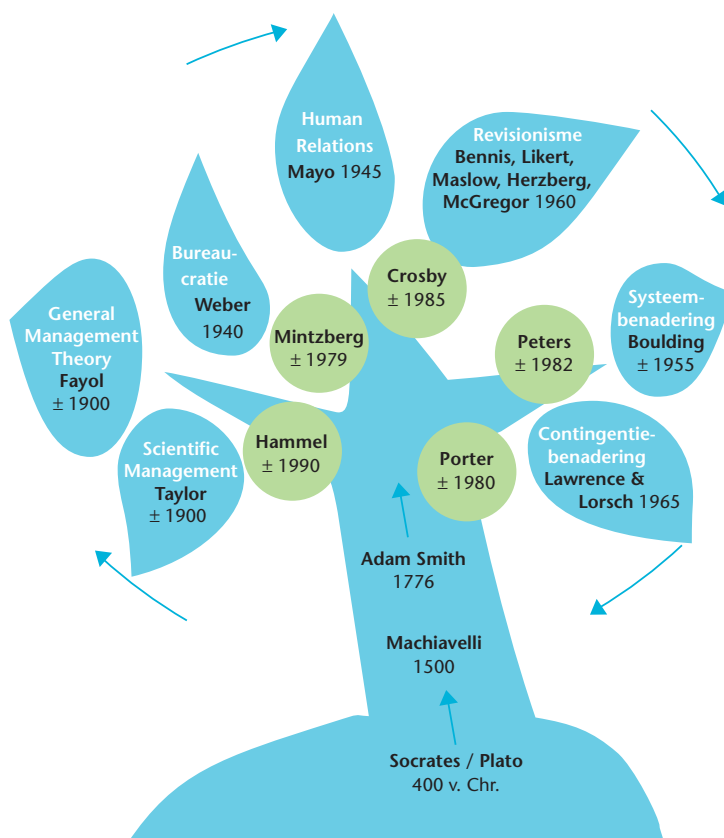 Human
Relations
Mayo 1945
Revisionisme
Bennis, Likert,
Maslow, Herzberg,
McGregor 1960
Bureau-
cratie
Weber
1940
Crosby
± 1985
General
Management
Theory
Fayol
± 1900
Mintzberg
± 1979
Peters
± 1982
Systeem-
benadering
Boulding
± 1955
Scientific
Management
Taylor
± 1900
Hammel
± 1990
Porter
± 1980
Contingentie-
benadering
Lawrence &
Lorsch 1965
Adam Smith
1776
Machiavelli
1500
Socrates / Plato
400 v. Chr.